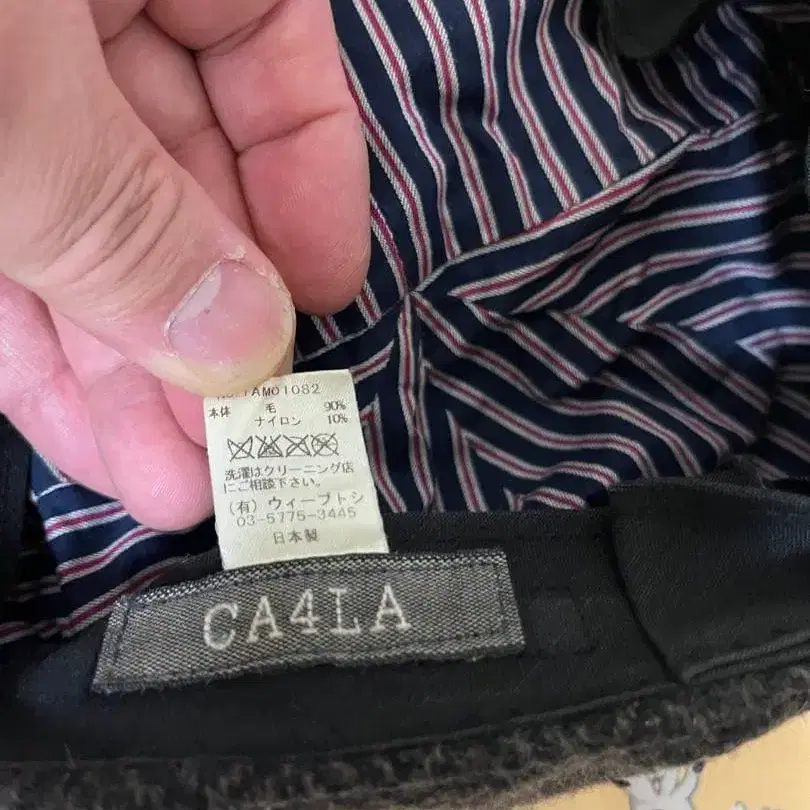 TAM01082
本体 毛 90%
ナイロン 10%
洗濯はクリーニング店
にご相談下さい。
(有) ウィーブトシ
03-5775-3445
日本製
CA4LA